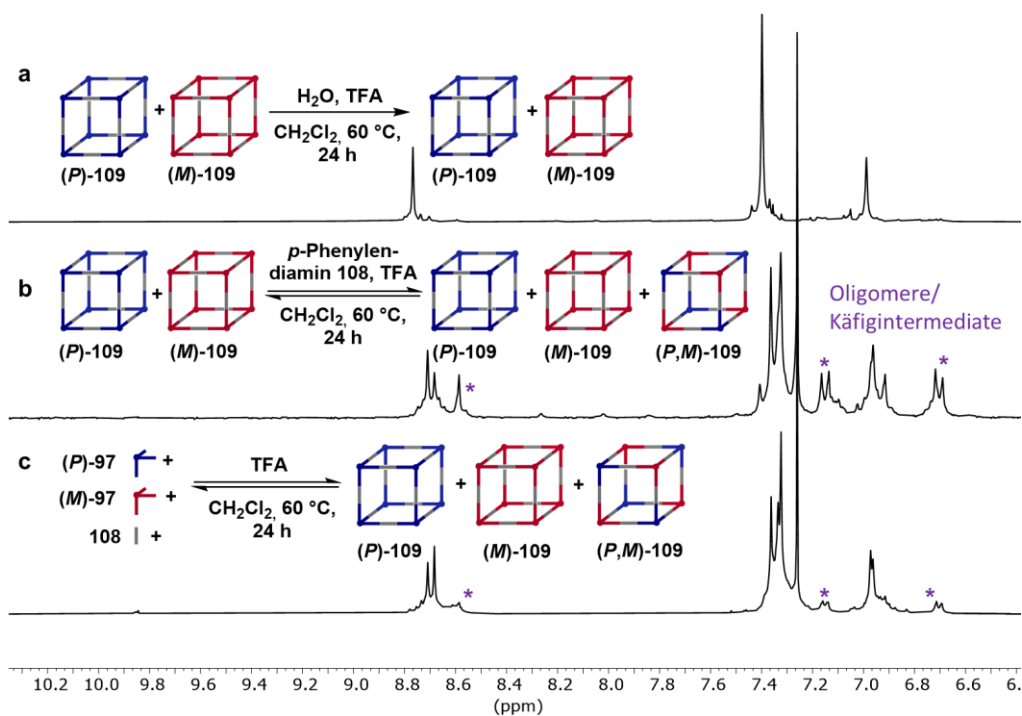 a
+
H₂O, TFA
CH₂Cl₂, 60 °C,
24 h
+
(P)-109
(M)-109
(P)-109
(M)-109
b
+
p-Phenylen-
diamin 108, TFA
CH₂Cl₂, 60 °C,
24 h
+
+
(P)-109
(M)-109
(P)-109
(M)-109
(P,M)-109
Oligomere/
Käfigintermediate
*
*
*
c
(P)-97 +
(M)-97 +
108 +
TFA
CH₂Cl₂, 60 °C,
24 h
+
+
(P)-109
(M)-109
(P,M)-109
*
*
*
10.2 10.0 9.8 9.6 9.4 9.2 9.0 8.8 8.6 8.4 8.2 8.0 7.8 7.6 7.4 7.2 7.0 6.8 6.6 6.
(ppm)